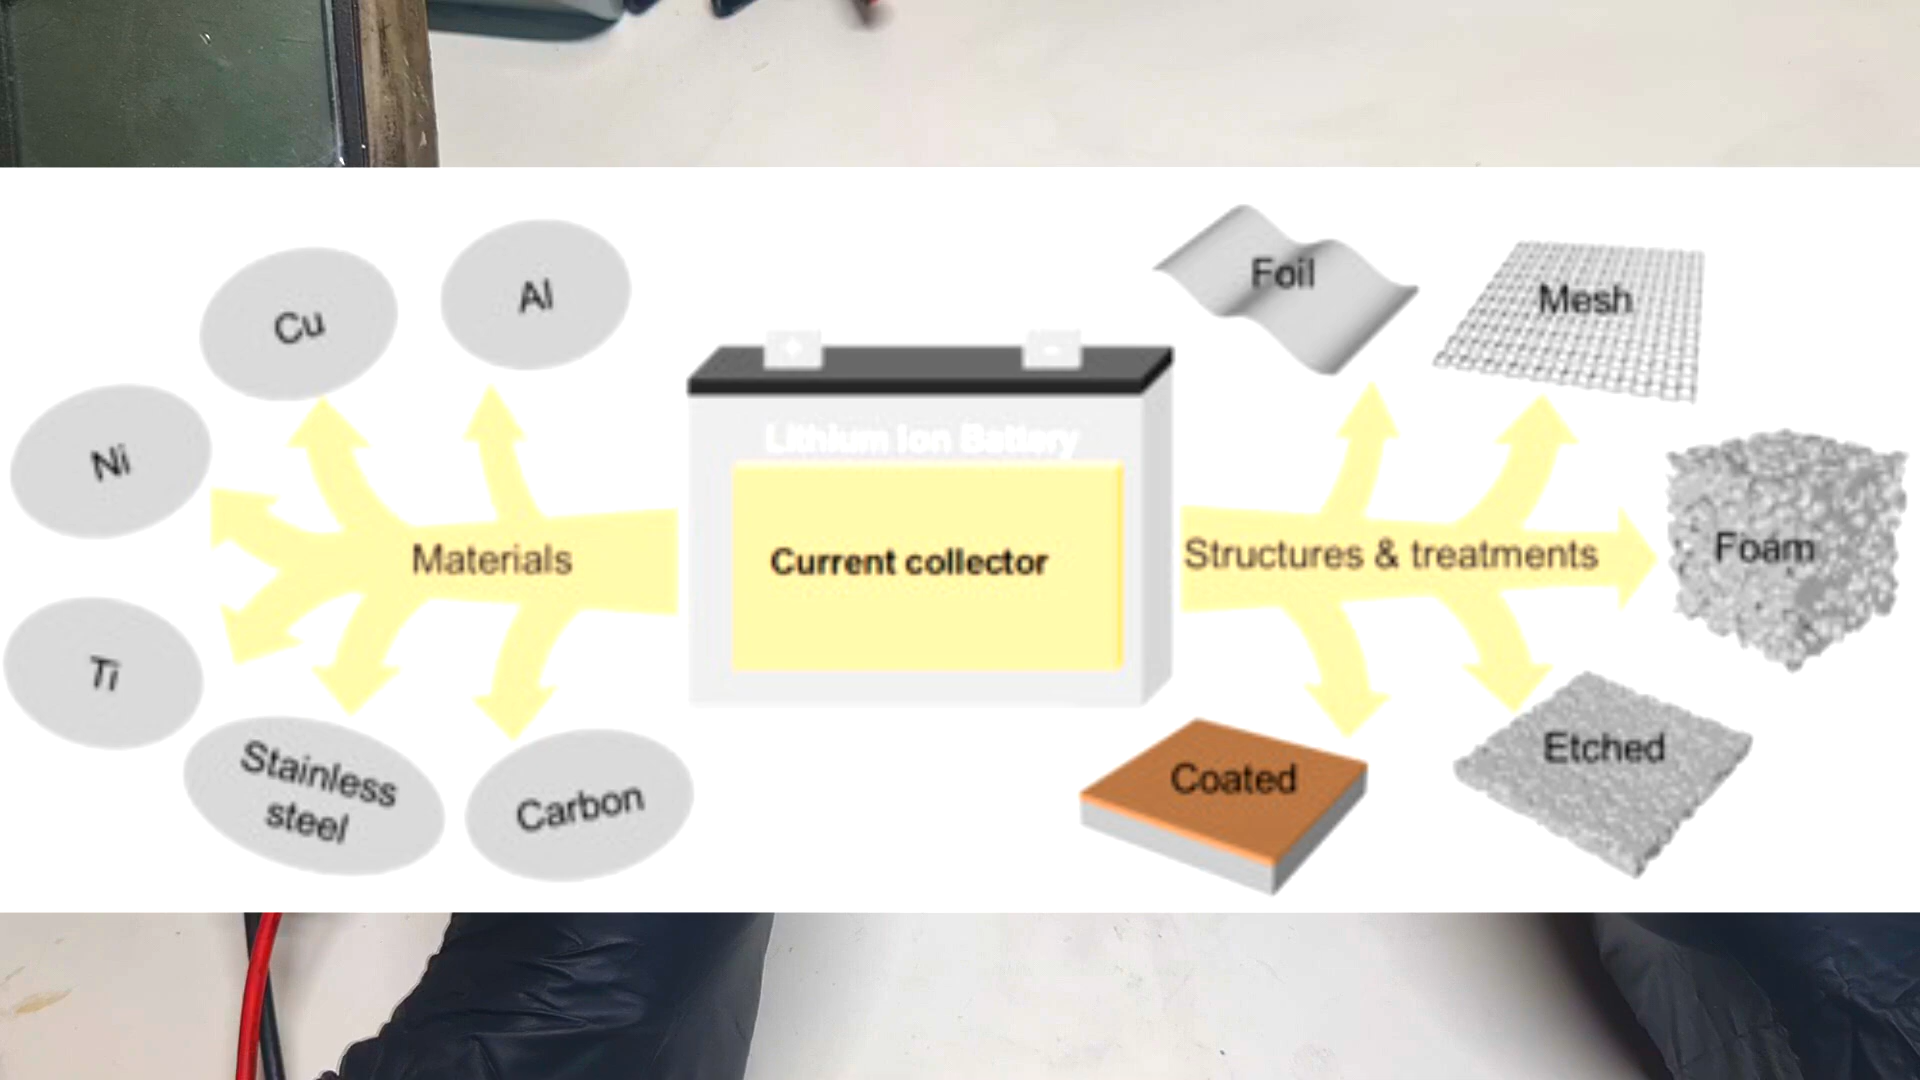 Cu
Al
Ni
Ti
Stainless
steel
Carbon
Materials
+
-
Lithium Ion Battery
Current collector
Structures & treatments
Foil
Mesh
Foam
Etched
Coated